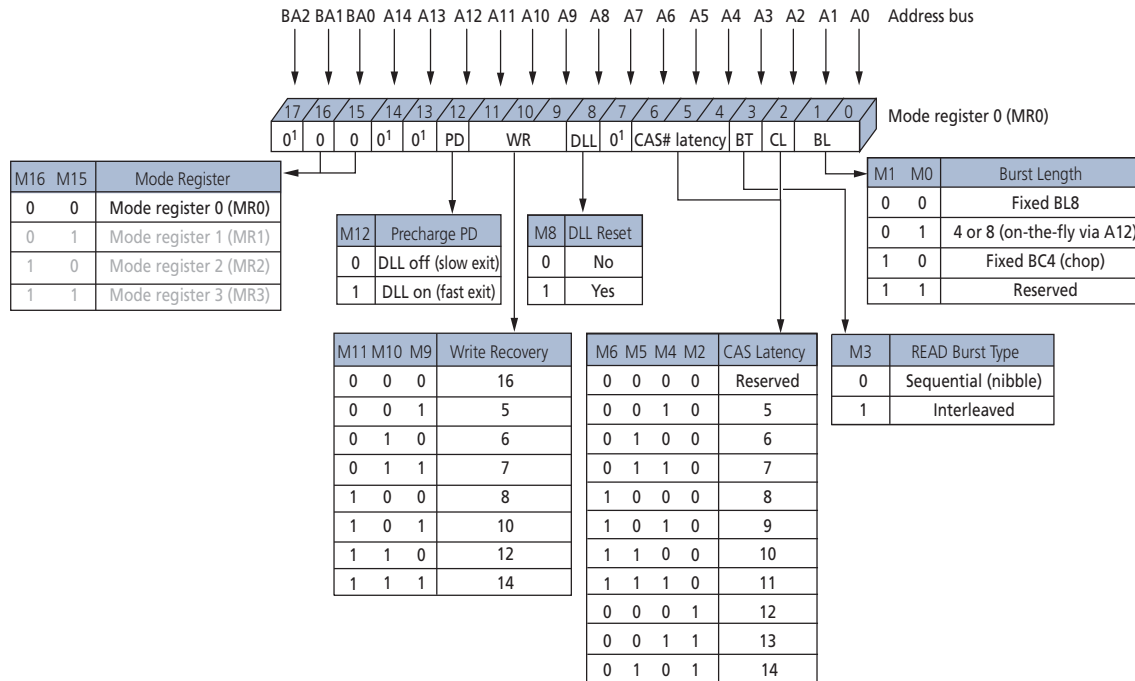 BA2 BA1 BA0 A14 A13 A12 A11 A10 A9 A8 A7 A6 A5 A4 A3 A2 A1 A0 Address bus
17 16 15 14 13 12 11 10 9 8 7 6 5 4 3 2 1 0
Mode register 0 (MR0)
0¹ 0 0 0¹ 0¹ PD WR DLL 0¹ CAS# latency BT CL BL
M16 M15 Mode Register
0 0 Mode register 0 (MR0)
0 1 Mode register 1 (MR1)
1 0 Mode register 2 (MR2)
1 1 Mode register 3 (MR3)
M12 Precharge PD
0 DLL off (slow exit)
1 DLL on (fast exit)
M8 DLL Reset
0 No
1 Yes
M1 M0 Burst Length
0 0 Fixed BL8
0 1 4 or 8 (on-the-fly via A12)
1 0 Fixed BC4 (chop)
1 1 Reserved
M11 M10 M9 Write Recovery
0 0 0 16
0 0 1 5
0 1 0 6
0 1 1 7
1 0 0 8
1 0 1 10
1 1 0 12
1 1 1 14
M6 M5 M4 M2 CAS Latency
0 0 0 0 Reserved
0 0 1 0 5
0 1 0 0 6
0 1 1 0 7
1 0 0 0 8
1 0 1 0 9
1 1 0 0 10
1 1 1 0 11
0 0 0 1 12
0 0 1 1 13
0 1 0 1 14
M3 READ Burst Type
0 Sequential (nibble)
1 Interleaved